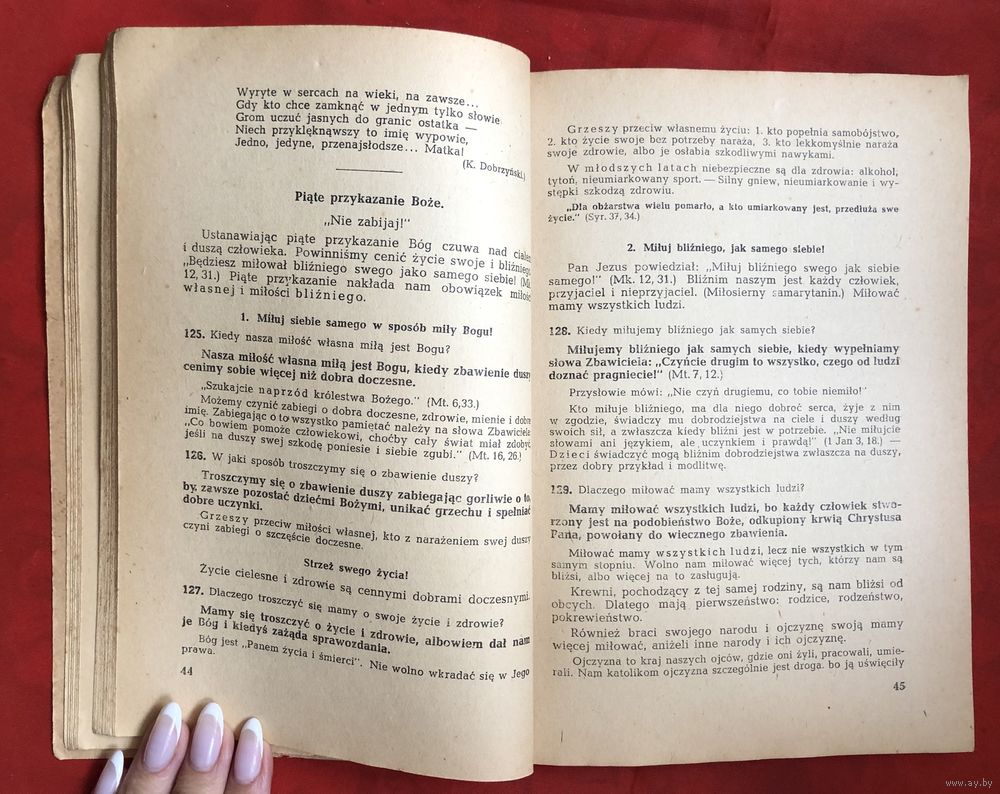 Wyryte w sercach na wieki, na zawsze...
Gdy kto chce zamknąć w jednym tylko słowie
Grom uczuć jasnych do granic ostatka —
Niech przyklęknąwszy to imię wypowie,
Jedno, jedyne, przenajsłodsze... Matka!
(K. Dobrzyński.)
Piąte przykazanie Boże.
„Nie zabijaj!“
Ustanawiając piąte przykazanie Bóg czuwa nad ciałem
i duszą człowieka. Powinniśmy cenić życie swoje i bliźniego
„Będziesz miłował bliźniego swego jako samego siebie! (Mk.
12, 31.) Piąte przykazanie nakłada nam obowiązek miłości
własnej i miłości bliźniego.
1. Miłuj siebie samego w sposób miły Bogu!
125. Kiedy nasza miłość własna miłą jest Bogu?
Nasza miłość własna miłą jest Bogu, kiedy zbawienie duszy
cenimy sobie więcej niż dobra doczesne.
„Szukajcie naprzód królestwa Bożego." (Mt. 6,33.)
Możemy czynić zabiegi o dobra doczesne, zdrowie, mienie i dobre
imię. Zabiegając o to wszystko pamiętać należy na słowa Zbawiciela
„Co bowiem pomoże człowiekowi, choćby cały świat miał zdobyć
jeśli na duszy swej szkodę poniesie i siebie zgubi." (Mt. 16, 26.)
126. W jaki sposób troszczymy się o zbawienie duszy?
Troszczymy się o zbawienie duszy zabiegając gorliwie o to,
by zawsze pozostać dziećmi Bożymi, unikać grzechu i spełniać
dobre uczynki.
Grzeszy przeciw miłości własnej, kto z narażeniem swej duszy
czyni zabiegi o szczęście doczesne.
Strzeż swego życia!
Życie cielesne i zdrowie są cennymi dobrami doczesnymi.
127. Dlaczego troszczyć się mamy o swoje życie i zdrowie?
Mamy się troszczyć o życie i zdrowie, albowiem dał nam
je Bóg i kiedyś zażąda sprawozdania.
Bóg jest „Panem życia i śmierci". Nie wolno wkradać się w Jego
prawa.
44
Grzeszy przeciw własnemu życiu: 1. kto popełnia samobójstwo,
2. kto życie swoje bez potrzeby naraża, 3. kto lekkomyślnie naraża
swoje zdrowie, albo je osłabia szkodliwymi nawykami.
W młodszych latach niebezpieczne są dla zdrowia: alkohol,
tytoń, nieumiarkowany sport. — Silny gniew, nieumiarkowanie i wy-
stępki szkodzą zdrowiu.
„Dla obżarstwa wielu pomarło, a kto umiarkowany jest, przedłuża swe
życie." (Syr. 37, 34.)
2. Miłuj bliźniego, jak samego siebie!
Pan Jezus powiedział: „Miłuj bliźniego swego jak siebie
samego!" (Mk. 12, 31.) Bliźnim naszym jest każdy człowiek,
przyjaciel i nieprzyjaciel. (Miłosierny samarytanin.) Miłować
mamy wszystkich ludzi.
128. Kiedy miłujemy bliźniego jak samych siebie?
Miłujemy bliźniego jak samych siebie, kiedy wypełniamy
słowa Zbawiciela: „Czyńcie drugim to wszystko, czego od ludzi
doznać pragniecie!" (Mt. 7, 12.)
Przysłowie mówi: „Nie czyń drugiemu, co tobie niemiło!"
Kto miłuje bliźniego, ma dla niego dobroć serca, żyje z nim
w zgodzie, świadczy mu dobrodziejstwa na ciele i duszy według
swoich sił, a zwłaszcza kiedy bliźni jest w potrzebie. „Nie miłujcie
słowami ani językiem, ale uczynkiem i prawdą!" (1 Jan 3, 18.) —
Dzieci świadczyć mogą bliźnim dobrodziejstwa zwłaszcza na duszy,
przez dobry przykład i modlitwę.
129. Dlaczego miłować mamy wszystkich ludzi?
Mamy miłować wszystkich ludzi, bo każdy człowiek stwo-
rzony jest na podobieństwo Boże, odkupiony krwią Chrystusa
Pana, powołany do wiecznego zbawienia.
Miłować mamy wszystkich ludzi, lecz nie wszystkich w tym
samym stopniu. Wolno nam miłować więcej tych, którzy nam są
bliżsi, albo więcej na to zasługują.
Krewni, pochodzący z tej samej rodziny, są nam bliżsi od
obcych. Dlatego mają pierwszeństwo: rodzice, rodzeństwo,
pokrewieństwo.
Również braci swojego narodu i ojczyznę swoją mamy
więcej miłować, aniżeli inne narody i ich ojczyznę.
Ojczyzna to kraj naszych ojców, gdzie oni żyli, pracowali, umie-
rali. Nam katolikom ojczyzna szczególnie jest droga. bo ją uświęciły
45
www.ay.by